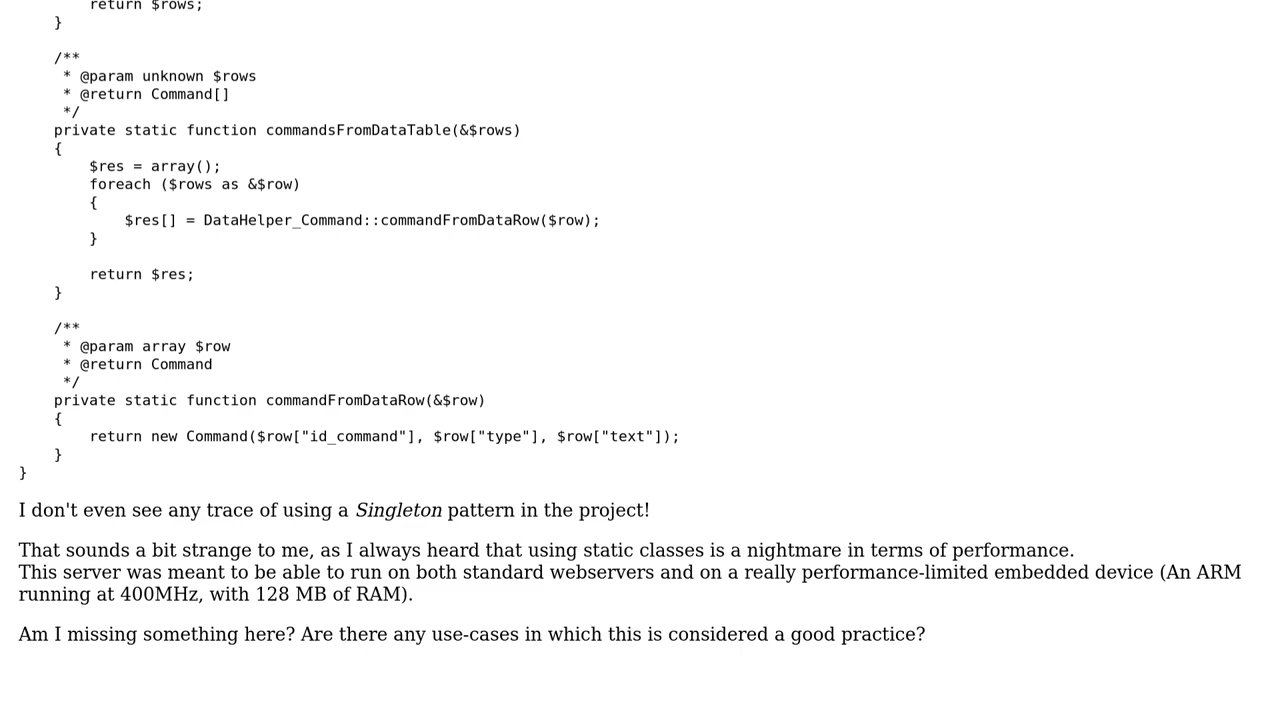 return $rows;
    }

    /**
     * @param unknown $rows
     * @return Command[]
     */
    private static function commandsFromDataTable(&$rows)
    {
        $res = array();
        foreach ($rows as &$row)
        {
            $res[] = DataHelper_Command::commandFromDataRow($row);
        }

        return $res;
    }

    /**
     * @param array $row
     * @return Command
     */
    private static function commandFromDataRow(&$row)
    {
        return new Command($row["id_command"], $row["type"], $row["text"]);
    }
}
I don't even see any trace of using a Singleton pattern in the project!
That sounds a bit strange to me, as I always heard that using static classes is a nightmare in terms of performance.
This server was meant to be able to run on both standard webservers and on a really performance-limited embedded device (An ARM
running at 400MHz, with 128 MB of RAM).
Am I missing something here? Are there any use-cases in which this is considered a good practice?